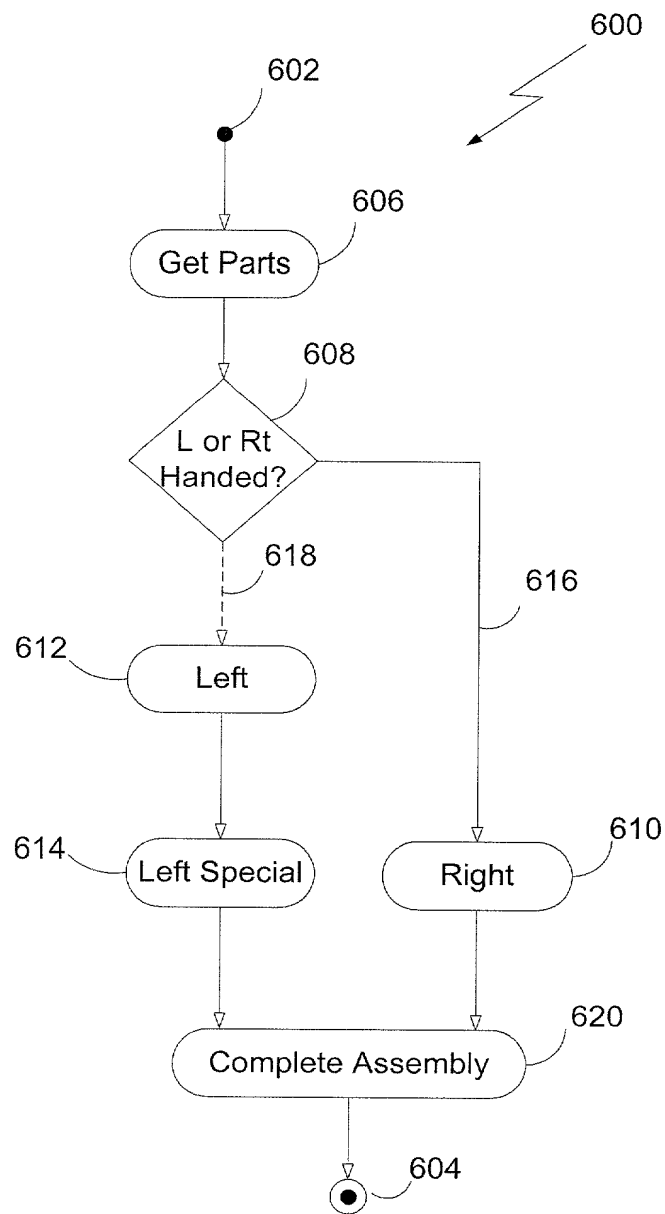 600
602
606
Get Parts
608
L or Rt
Handed?
618
616
612
Left
614
Left Special
610
Right
620
Complete Assembly
604